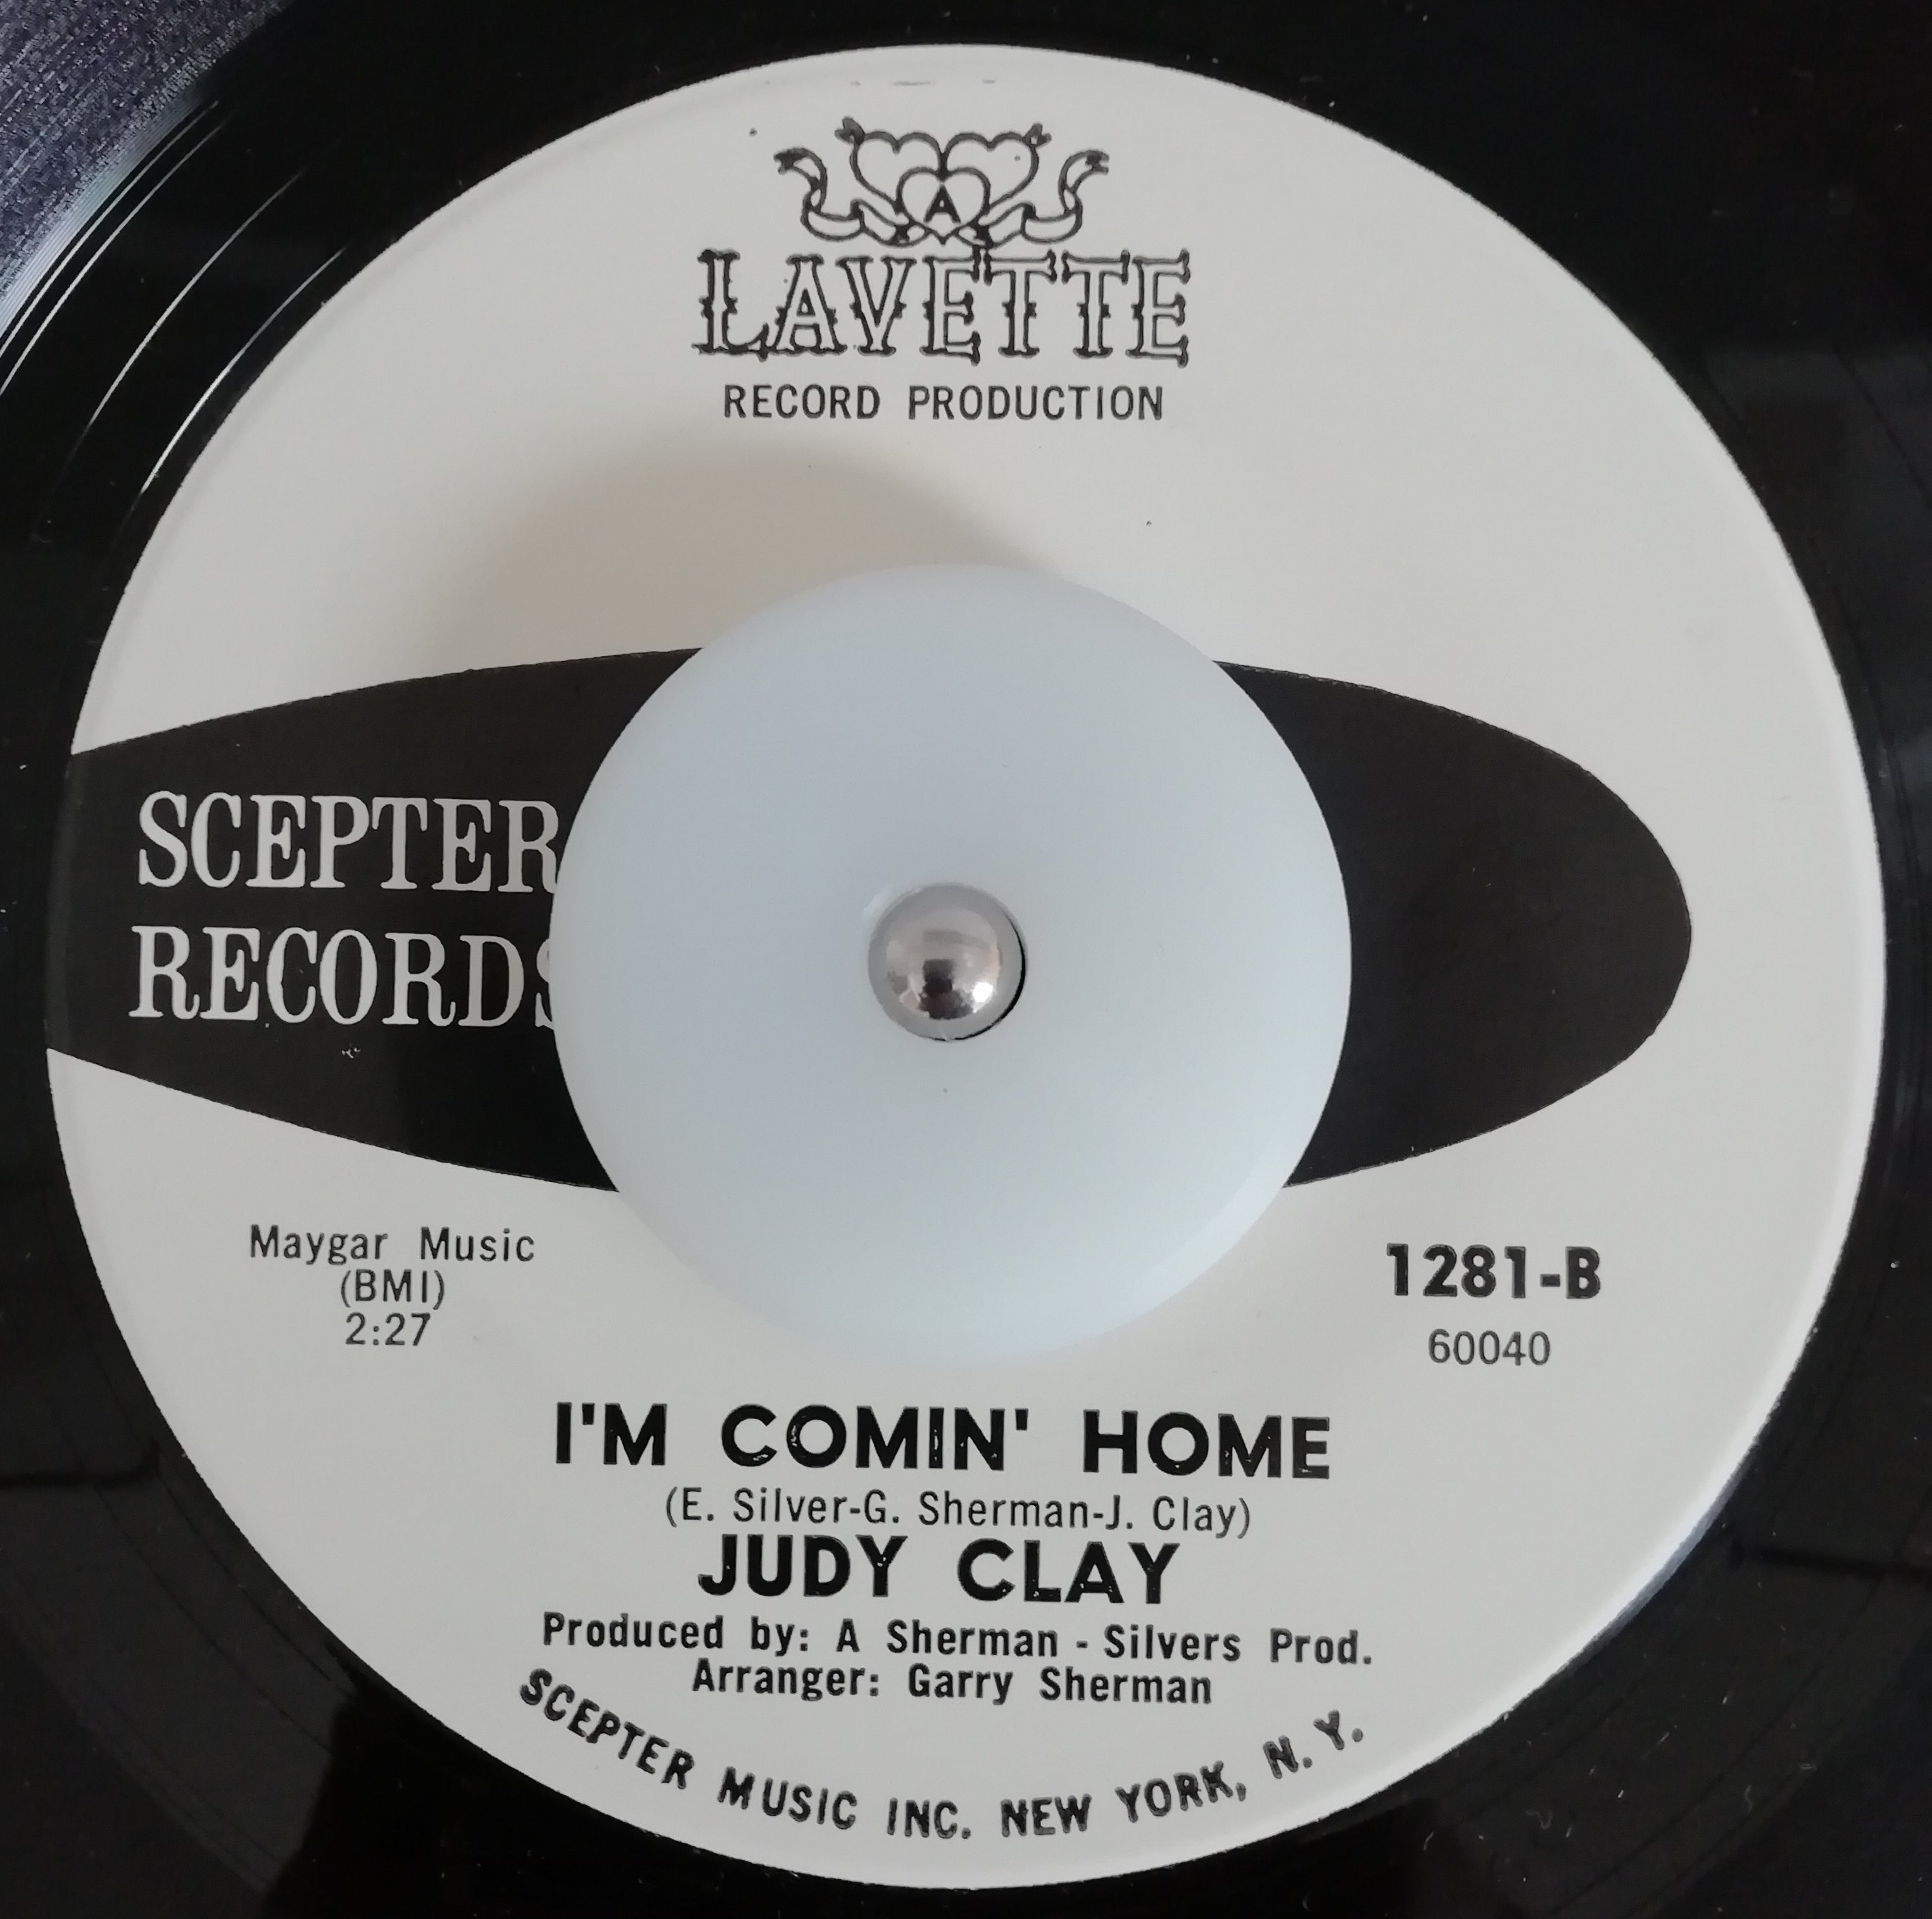 A
LAVETTE
RECORD PRODUCTION
SCEPTER
RECORDS
Maygar Music
(BMI)
2:27
1281-B
60040
I'M COMIN' HOME
(E. Silver-G. Sherman-J. Clay)
JUDY CLAY
Produced by: A Sherman - Silvers Prod.
Arranger: Garry Sherman
SCEPTER MUSIC INC. NEW YORK, N.Y.